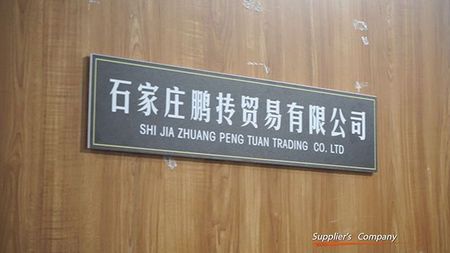 石家庄鹏抟贸易有限公司
SHI JIA ZHUANG PENG TUAN TRADING CO. LTD
Supplier's Company